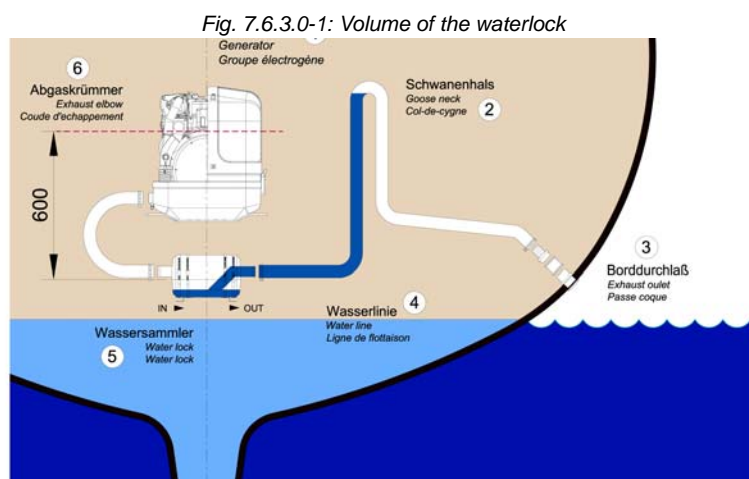 Fig. 7.6.3.0-1: Volume of the waterlock
Generator
Groupe électrogène
6
Abgaskrümmer
Exhaust elbow
Coude d'echappement
Schwanenhals
Goose neck
Col-de-cygne
2
600
3
Borddurchlaß
Exhaust oulet
Passe coque
IN
OUT
4
Wasserlinie
Water line
Ligne de flottaison
Wassersammler
Water lock
Water lock
5